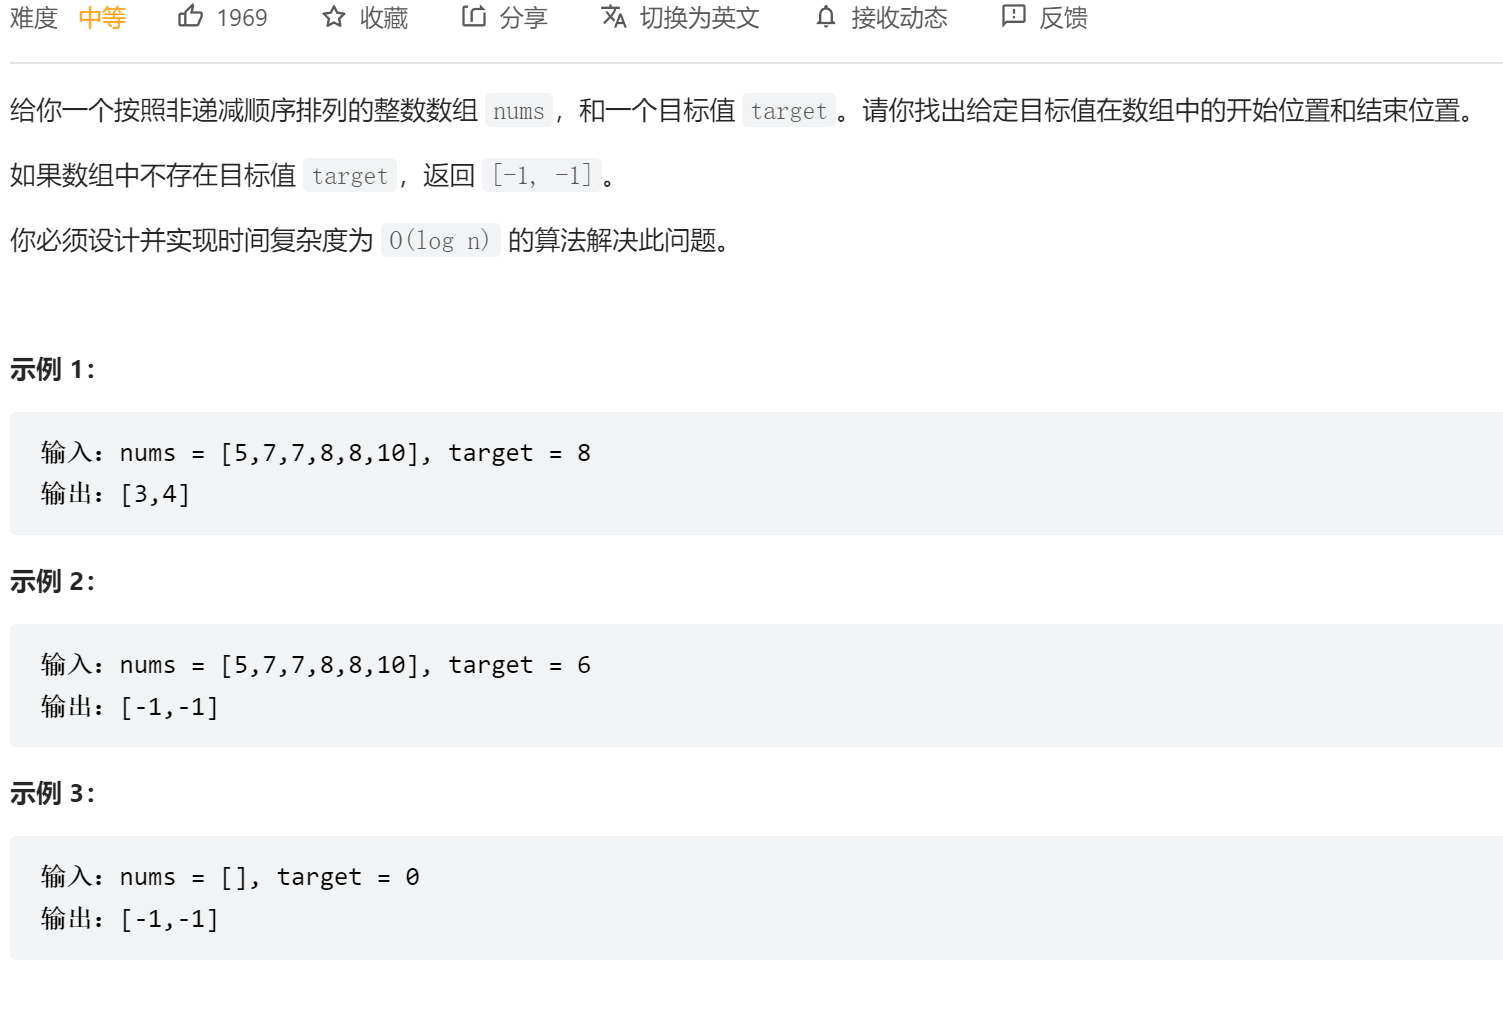 难度 中等 1969 收藏 分享 切换为英文 接收动态 反馈
给你一个按照非递减顺序排列的整数数组 nums，和一个目标值 target。请你找出给定目标值在数组中的开始位置和结束位置。
如果数组中不存在目标值 target，返回 [-1, -1]。
你必须设计并实现时间复杂度为 O(log n) 的算法解决此问题。
示例 1：
输入：nums = [5,7,7,8,8,10], target = 8
输出：[3,4]
示例 2：
输入：nums = [5,7,7,8,8,10], target = 6
输出：[-1,-1]
示例 3：
输入：nums = [], target = 0
输出：[-1,-1]